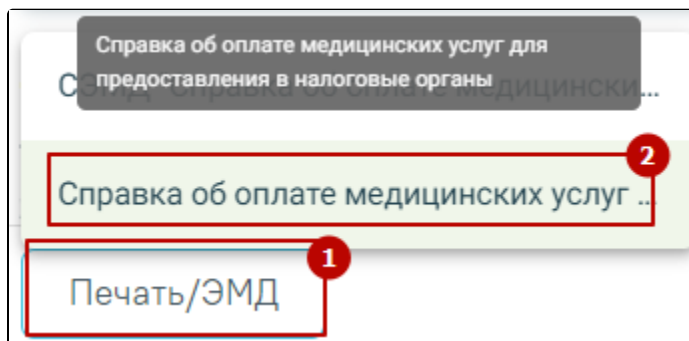 Справка об оплате медицинских услуг для
предоставления в налоговые органы
2
Справка об оплате медицинских услуг ...
1
Печать/ЭМД